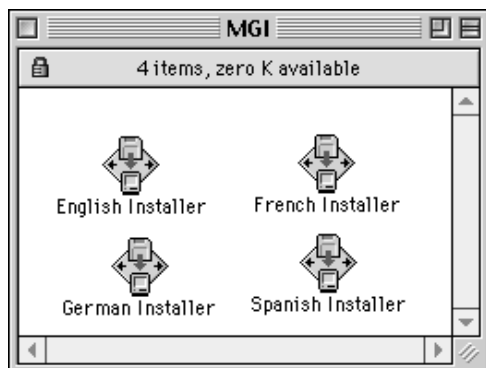 MGI
4 items, zero K available
English Installer
French Installer
German Installer
Spanish Installer